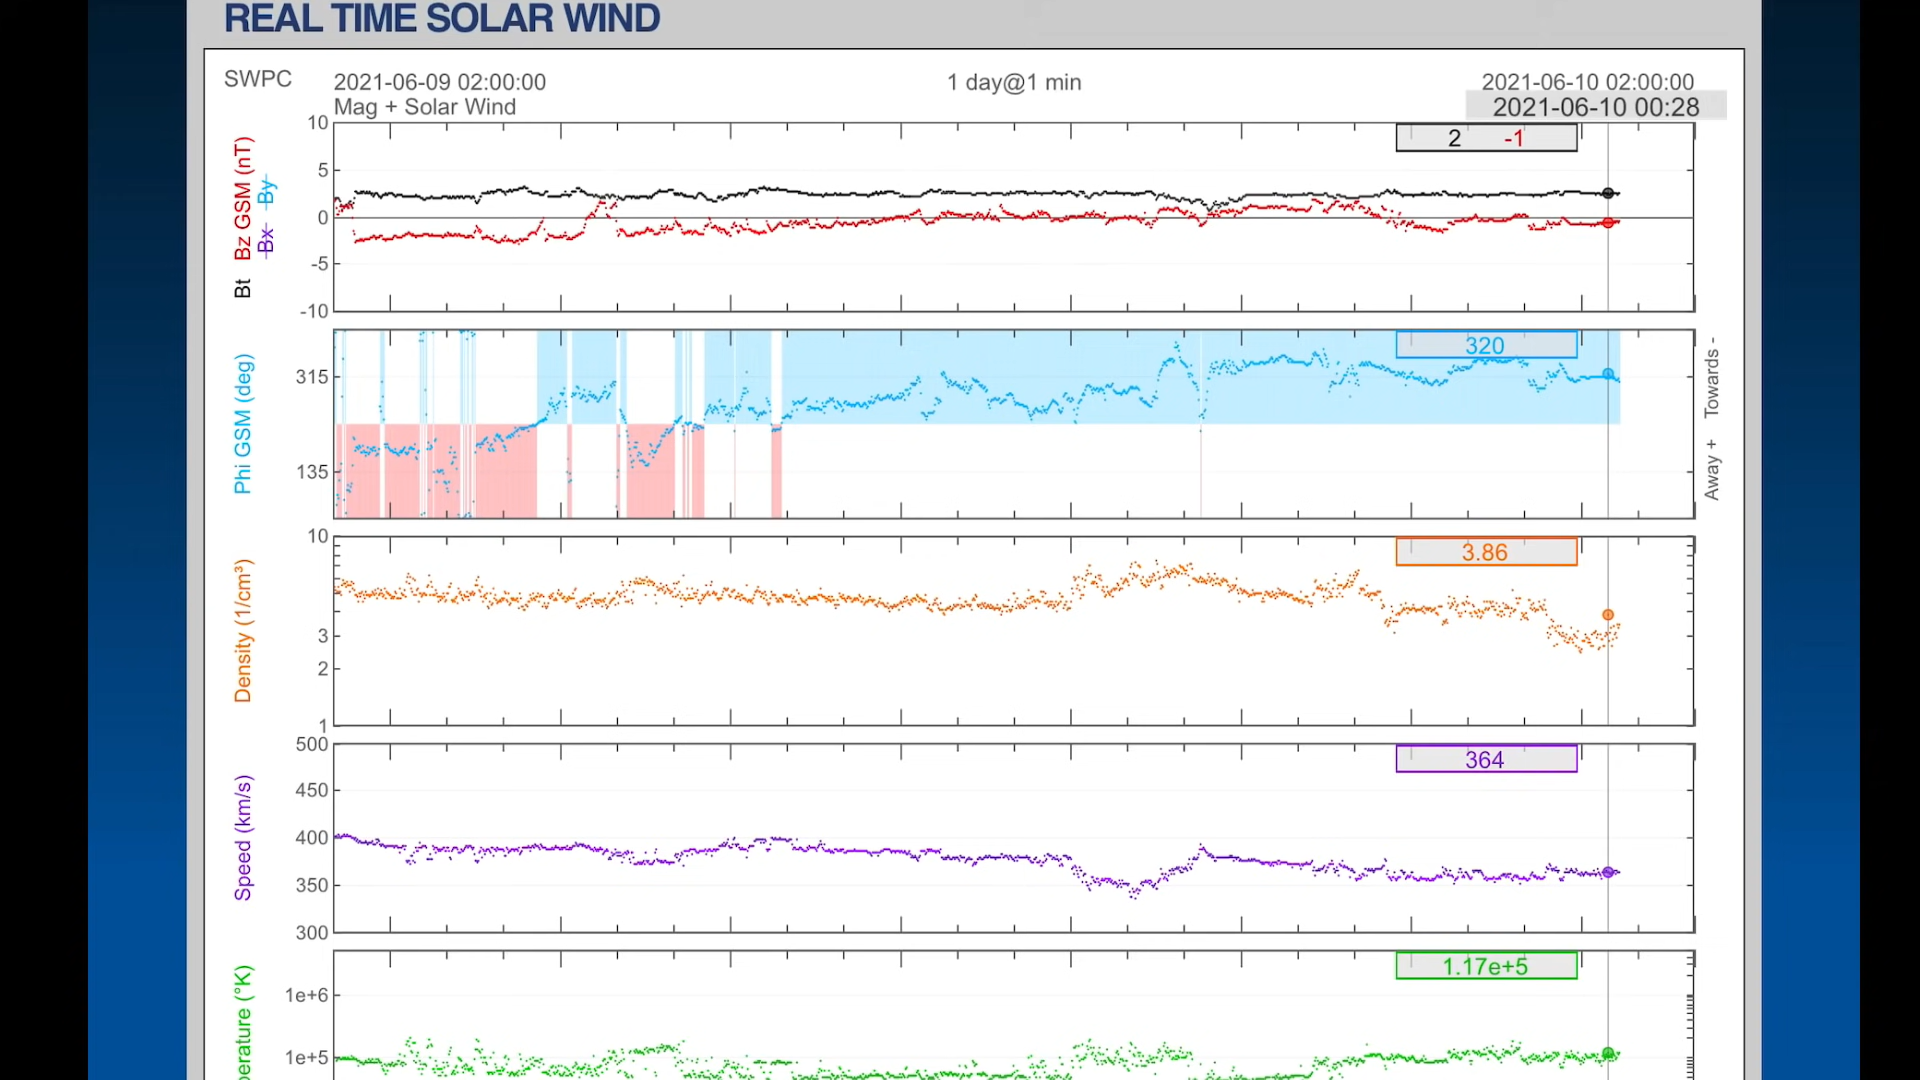 REAL TIME SOLAR WIND
SWPC 2021-06-09 02:00:00 1 day@1 min 2021-06-10 02:00:00
Mag + Solar Wind 2021-06-10 00:28
Bt Bz GSM (nT)
Bx By
10
5
0
-5
-10
2 -1
Phi GSM (deg)
315
135
320
Away + Towards -
Density (1/cm³)
10
3
2
1
3.86
Speed (km/s)
500
450
400
350
300
364
perature (°K)
1e+6
1e+5
1.17e+5